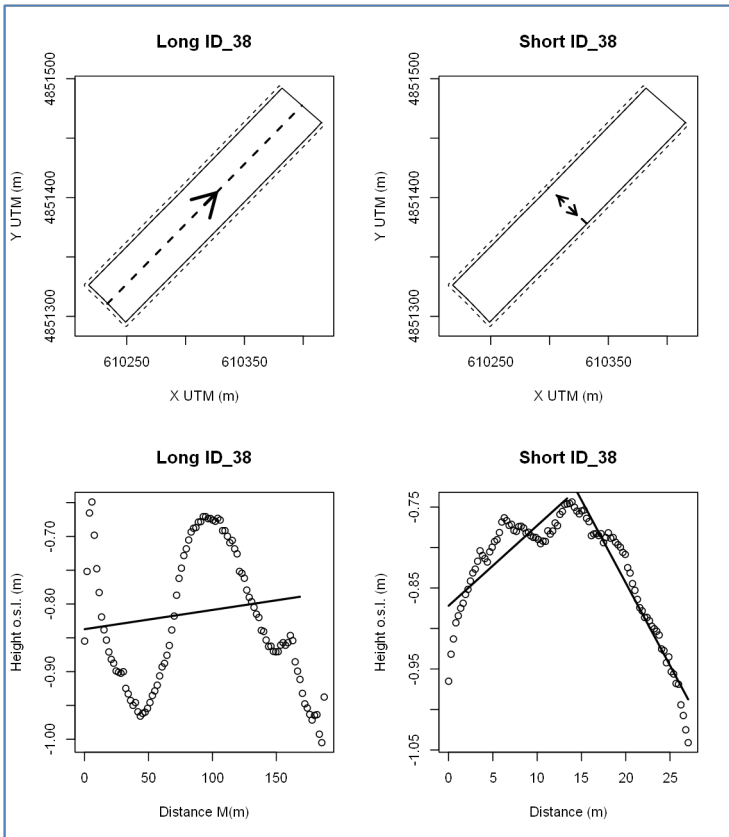 Long ID_38
Short ID_38
4851500
4851400
4851300
Y UTM (m)
610250
610350
X UTM (m)
4851500
4851400
4851300
Y UTM (m)
610250
610350
X UTM (m)
Long ID_38
Short ID_38
-0.70
-0.80
-0.90
-1.00
Height o.s.l. (m)
0
50
100
150
Distance M(m)
-0.75
-0.85
-0.95
-1.05
Height o.s.l. (m)
0
5
10
15
20
25
Distance (m)